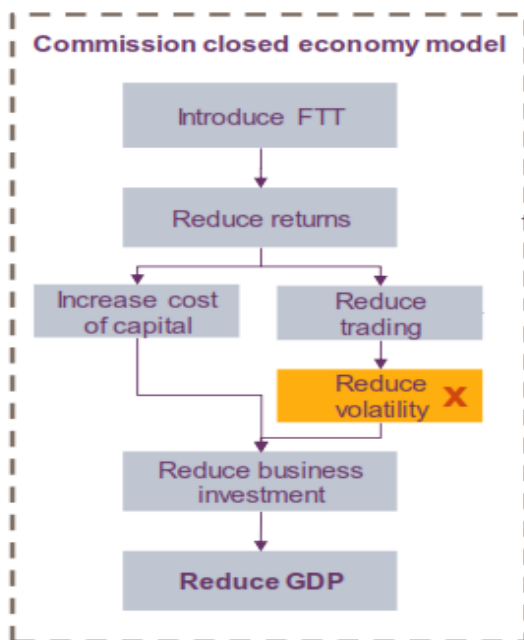 Commission closed economy model
Introduce FTT
Reduce returns
Increase cost
of capital
Reduce
trading
Reduce
volatility X
Reduce business
investment
Reduce GDP